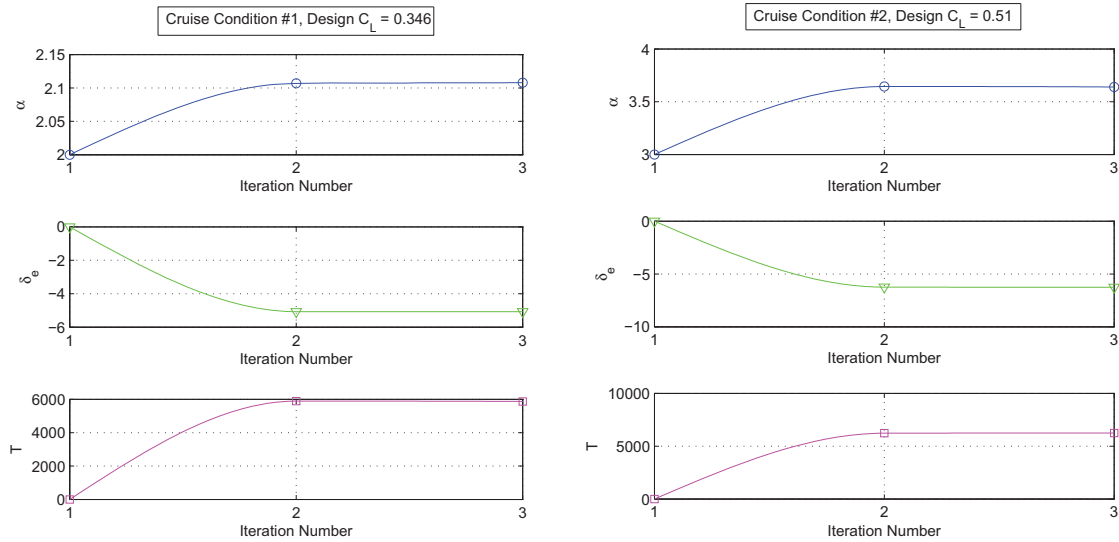 Cruise Condition #1, Design C_L = 0.346
2.15
2.1
2.05
2
α
1
2
3
Iteration Number
0
−2
−4
−6
δ_e
1
2
3
Iteration Number
6000
4000
2000
0
T
1
2
3
Iteration Number
Cruise Condition #2, Design C_L = 0.51
4
3.5
3
α
1
2
3
Iteration Number
0
−5
−10
δ_e
1
2
3
Iteration Number
10000
5000
0
T
1
2
3
Iteration Number